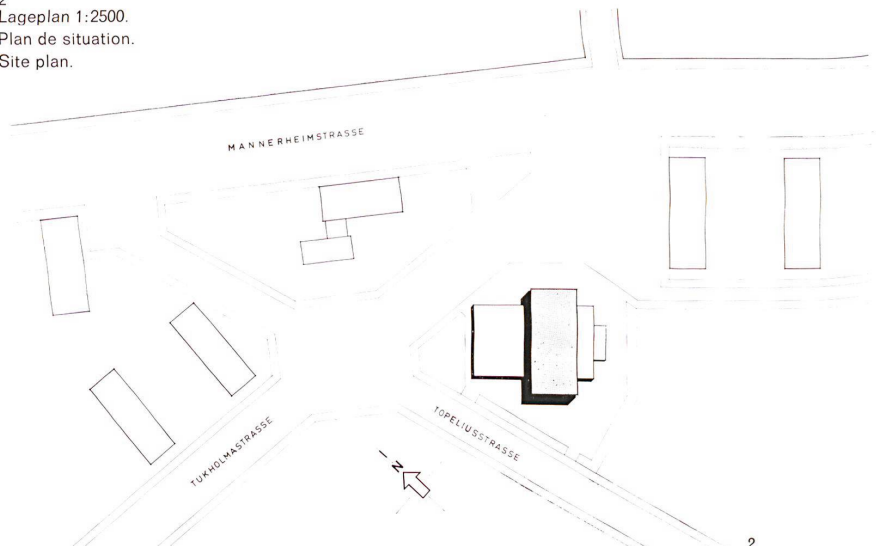 2
Lageplan 1:2500.
Plan de situation.
Site plan.
MANNERHEIMSTRASSE
TUKHOLMASTRASSE
TOPELIUSSTRASSE
N
2